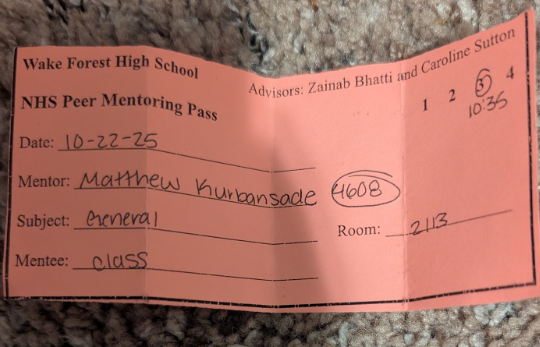 Wake Forest High School
Advisors: Zainab Bhatti and Caroline Sutton
NHS Peer Mentoring Pass
1 2 3 4
10:35
Date: 10-22-25
Mentor: Matthew Kurbansade 4608
Subject: General
Room: 2113
Mentee: class